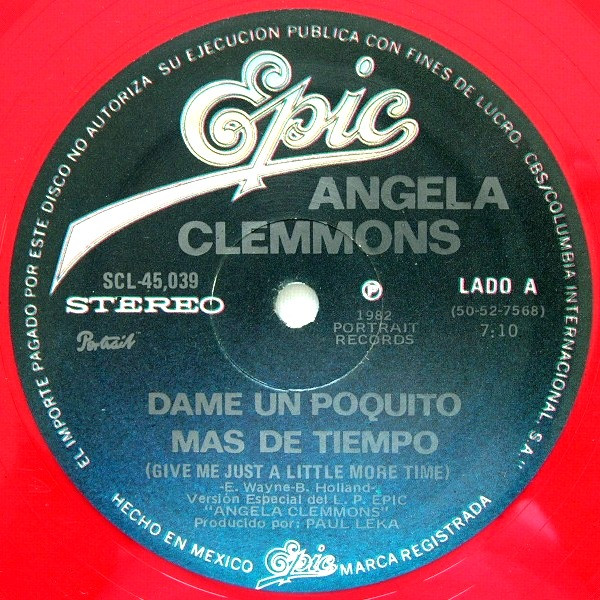 EL IMPORTE PAGADO POR ESTE DISCO NO AUTORIZA SU EJECUCION PUBLICA CON FINES DE LUCRO. CBS/COLUMBIA INTERNACIONAL, S.A."
Epic
ANGELA
CLEMMONS
SCL-45,039
STEREO
Portrait
℗
1982
PORTRAIT
RECORDS
LADO A
(50-52-7568)
7:10
DAME UN POQUITO
MAS DE TIEMPO
(GIVE ME JUST A LITTLE MORE TIME)
-E. Wayne-B. Holland-.
Versión Especial del L. P. EPIC
"ANGELA CLEMMONS"
Producido por: PAUL LEKA
HECHO EN MEXICO Epic MARCA REGISTRADA